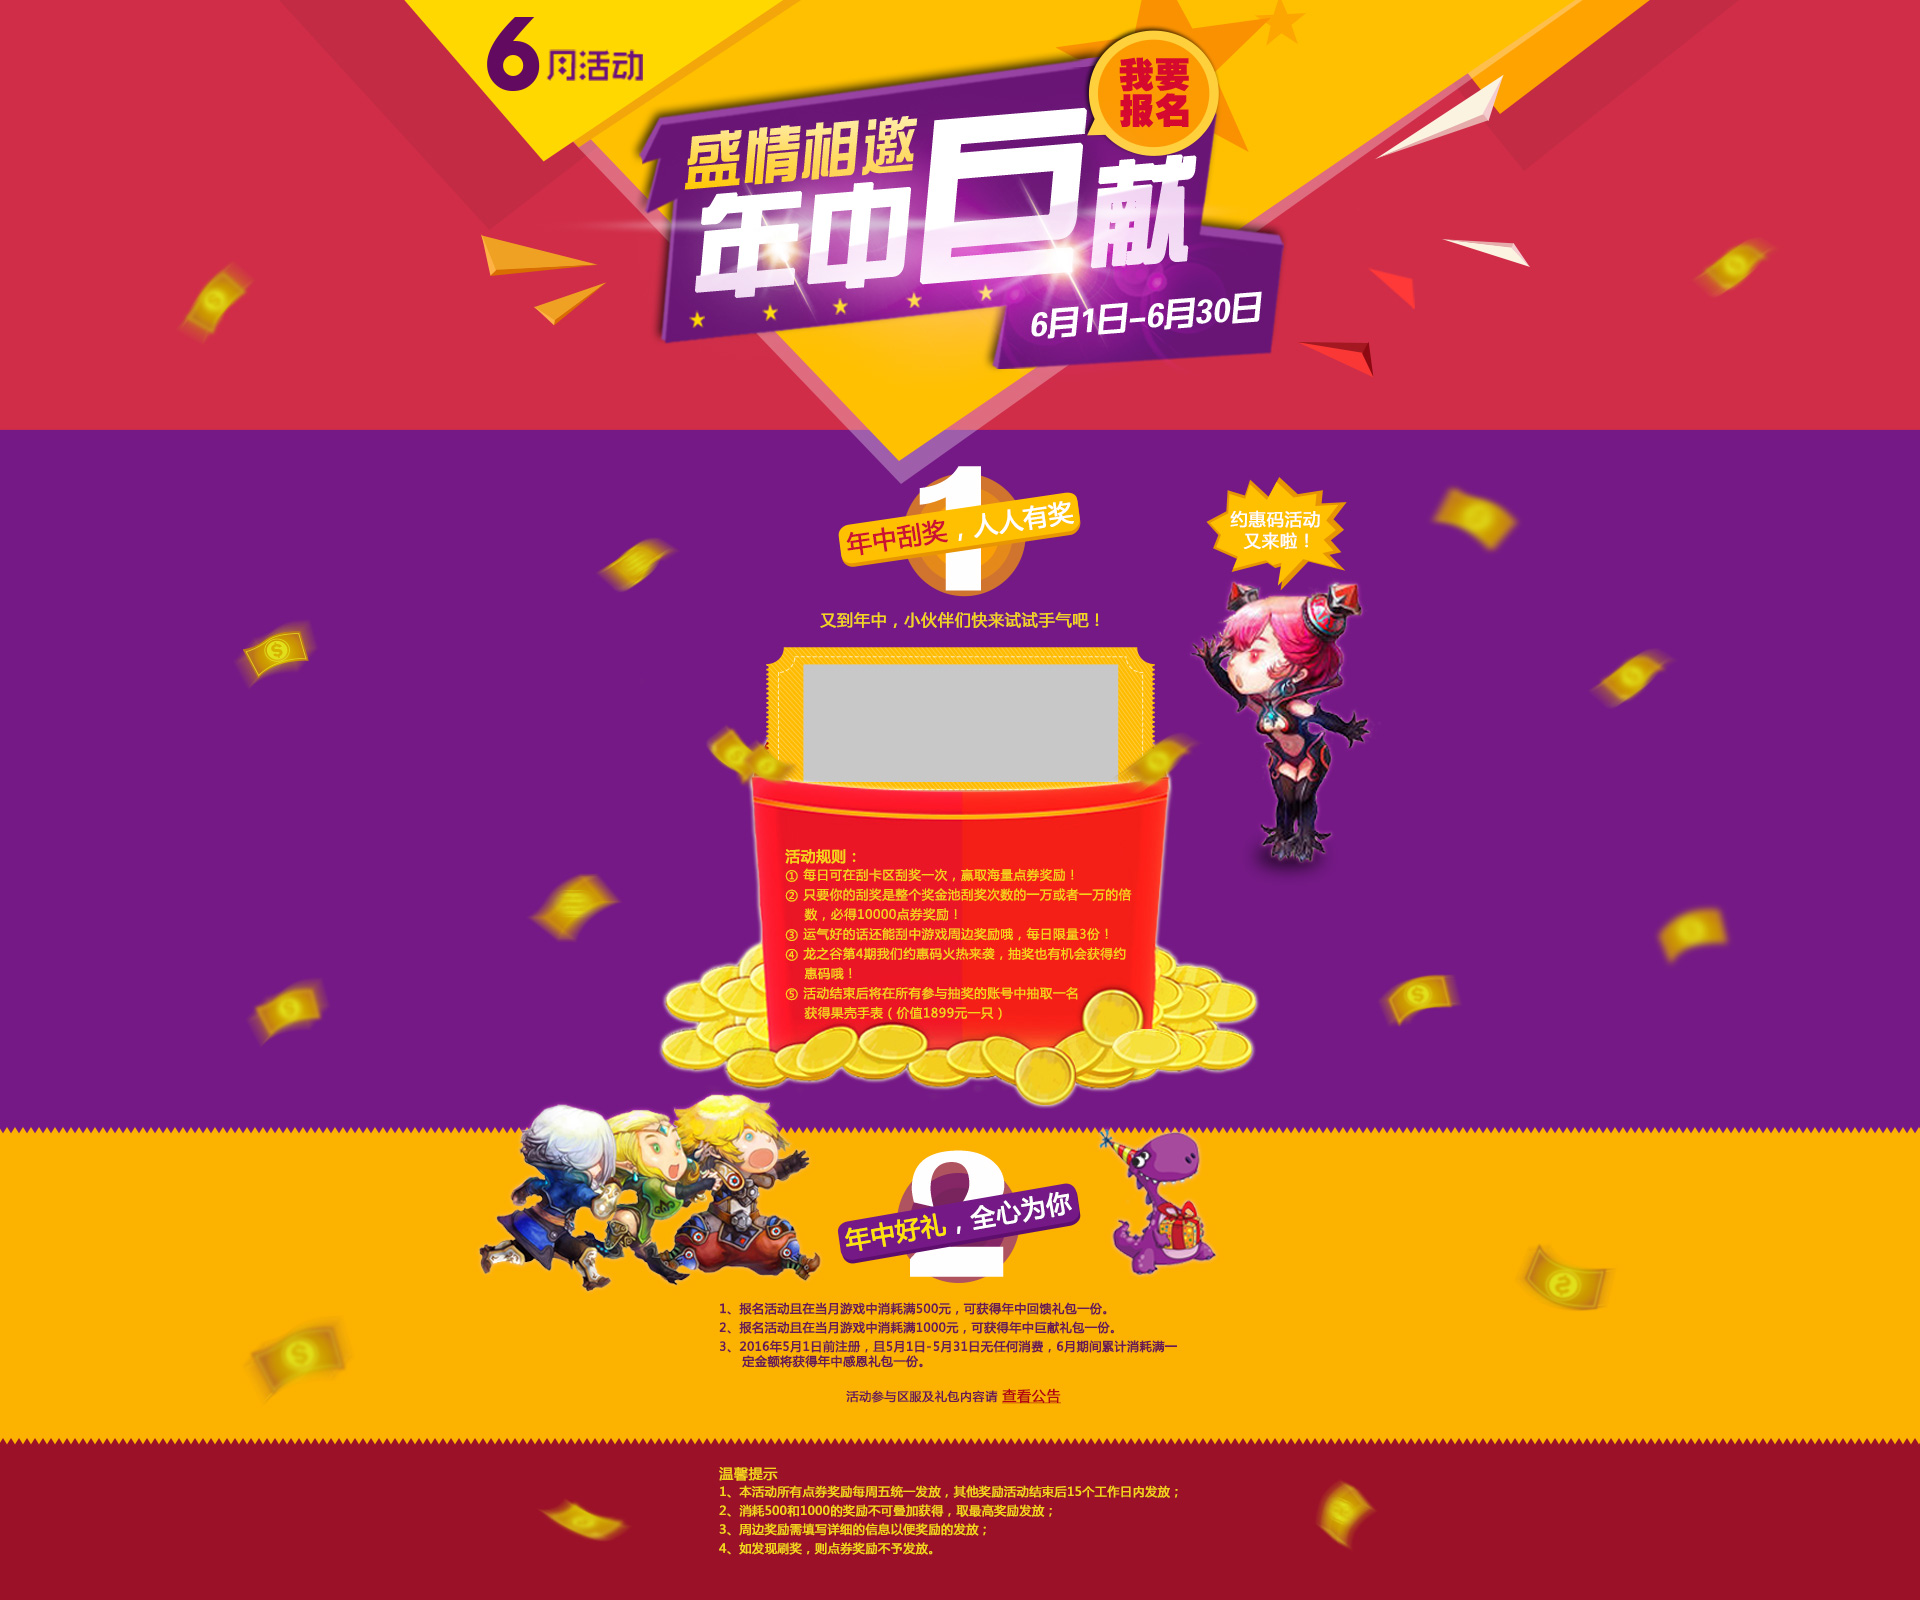 6月活动
我要
报名
盛情相邀
年中巨献
6月1日-6月30日
1
年中刮奖，人人有奖
约惠码活动
又来啦！
又到年中，小伙伴们快来试试手气吧！
活动规则：
① 每日可在刮卡区刮奖一次，赢取海量点券奖励！
② 只要你的刮奖是整个奖金池刮奖次数的一万或者一万的倍
数，必得10000点券奖励！
③ 运气好的话还能刮中游戏周边奖励哦，每日限量3份！
④ 龙之谷第4期我们约惠码火热来袭，抽奖也有机会获得约
惠码哦！
⑤ 活动结束后将在所有参与抽奖的账号中抽取一名
获得果壳手表（价值1899元一只）
2
年中好礼，全心为你
1、报名活动且在当月游戏中消耗满500元，可获得年中回馈礼包一份。
2、报名活动且在当月游戏中消耗满1000元，可获得年中巨献礼包一份。
3、2016年5月1日前注册，且5月1日-5月31日无任何消费，6月期间累计消耗满一
定金额将获得年中感恩礼包一份。
活动参与区服及礼包内容请 查看公告
温馨提示
1、本活动所有点券奖励每周五统一发放，其他奖励活动结束后15个工作日内发放；
2、消耗500和1000的奖励不可叠加获得，取最高奖励发放；
3、周边奖励需填写详细的信息以便奖励的发放；
4、如发现刷奖，则点券奖励不予发放。